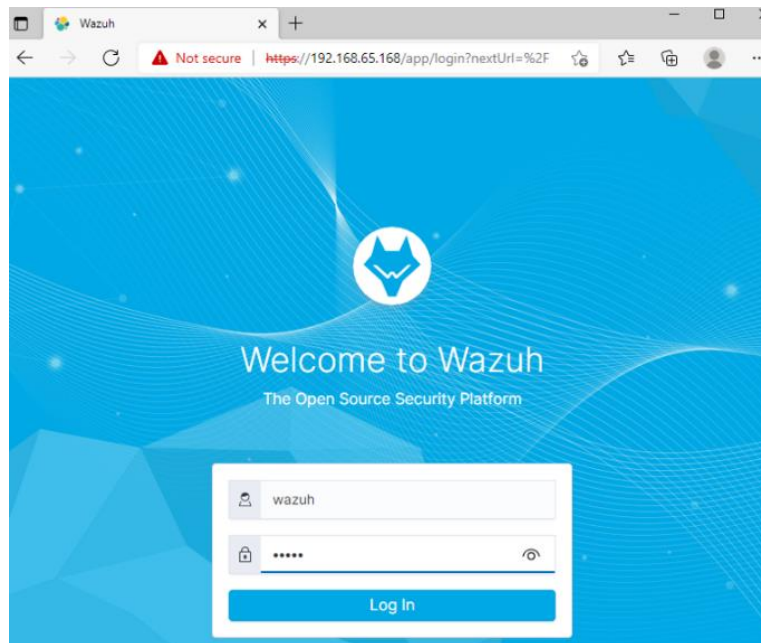 Wazuh
Not secure | https://192.168.65.168/app/login?nextUrl=%2F
Welcome to Wazuh
The Open Source Security Platform
wazuh
•••••
Log In